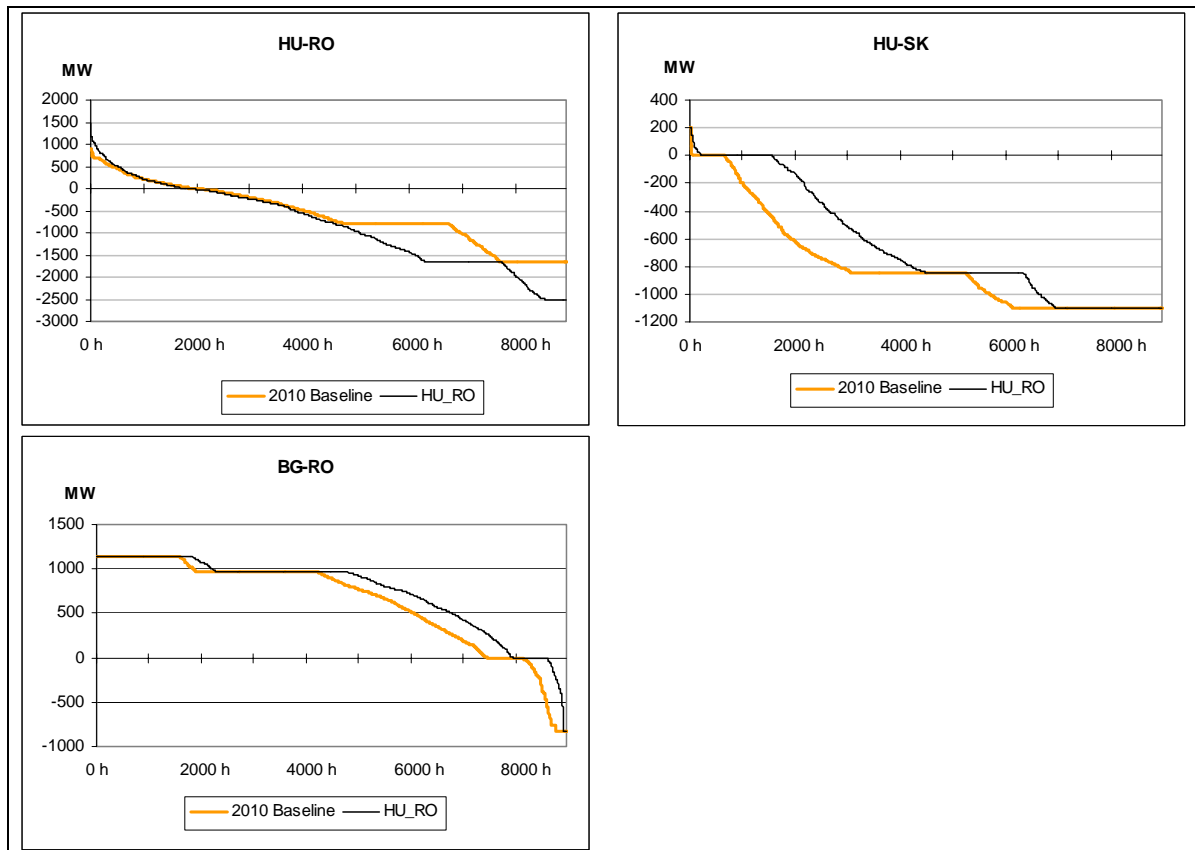 HU-RO
MW
2000
1500
1000
500
0
-500
-1000
-1500
-2000
-2500
-3000
0 h 2000 h 4000 h 6000 h 8000 h
2010 Baseline HU_RO
HU-SK
MW
400
200
0
-200
-400
-600
-800
-1000
-1200
0 h 2000 h 4000 h 6000 h 8000 h
2010 Baseline HU_RO
BG-RO
MW
1500
1000
500
0
-500
-1000
0 h 2000 h 4000 h 6000 h 8000 h
2010 Baseline HU_RO